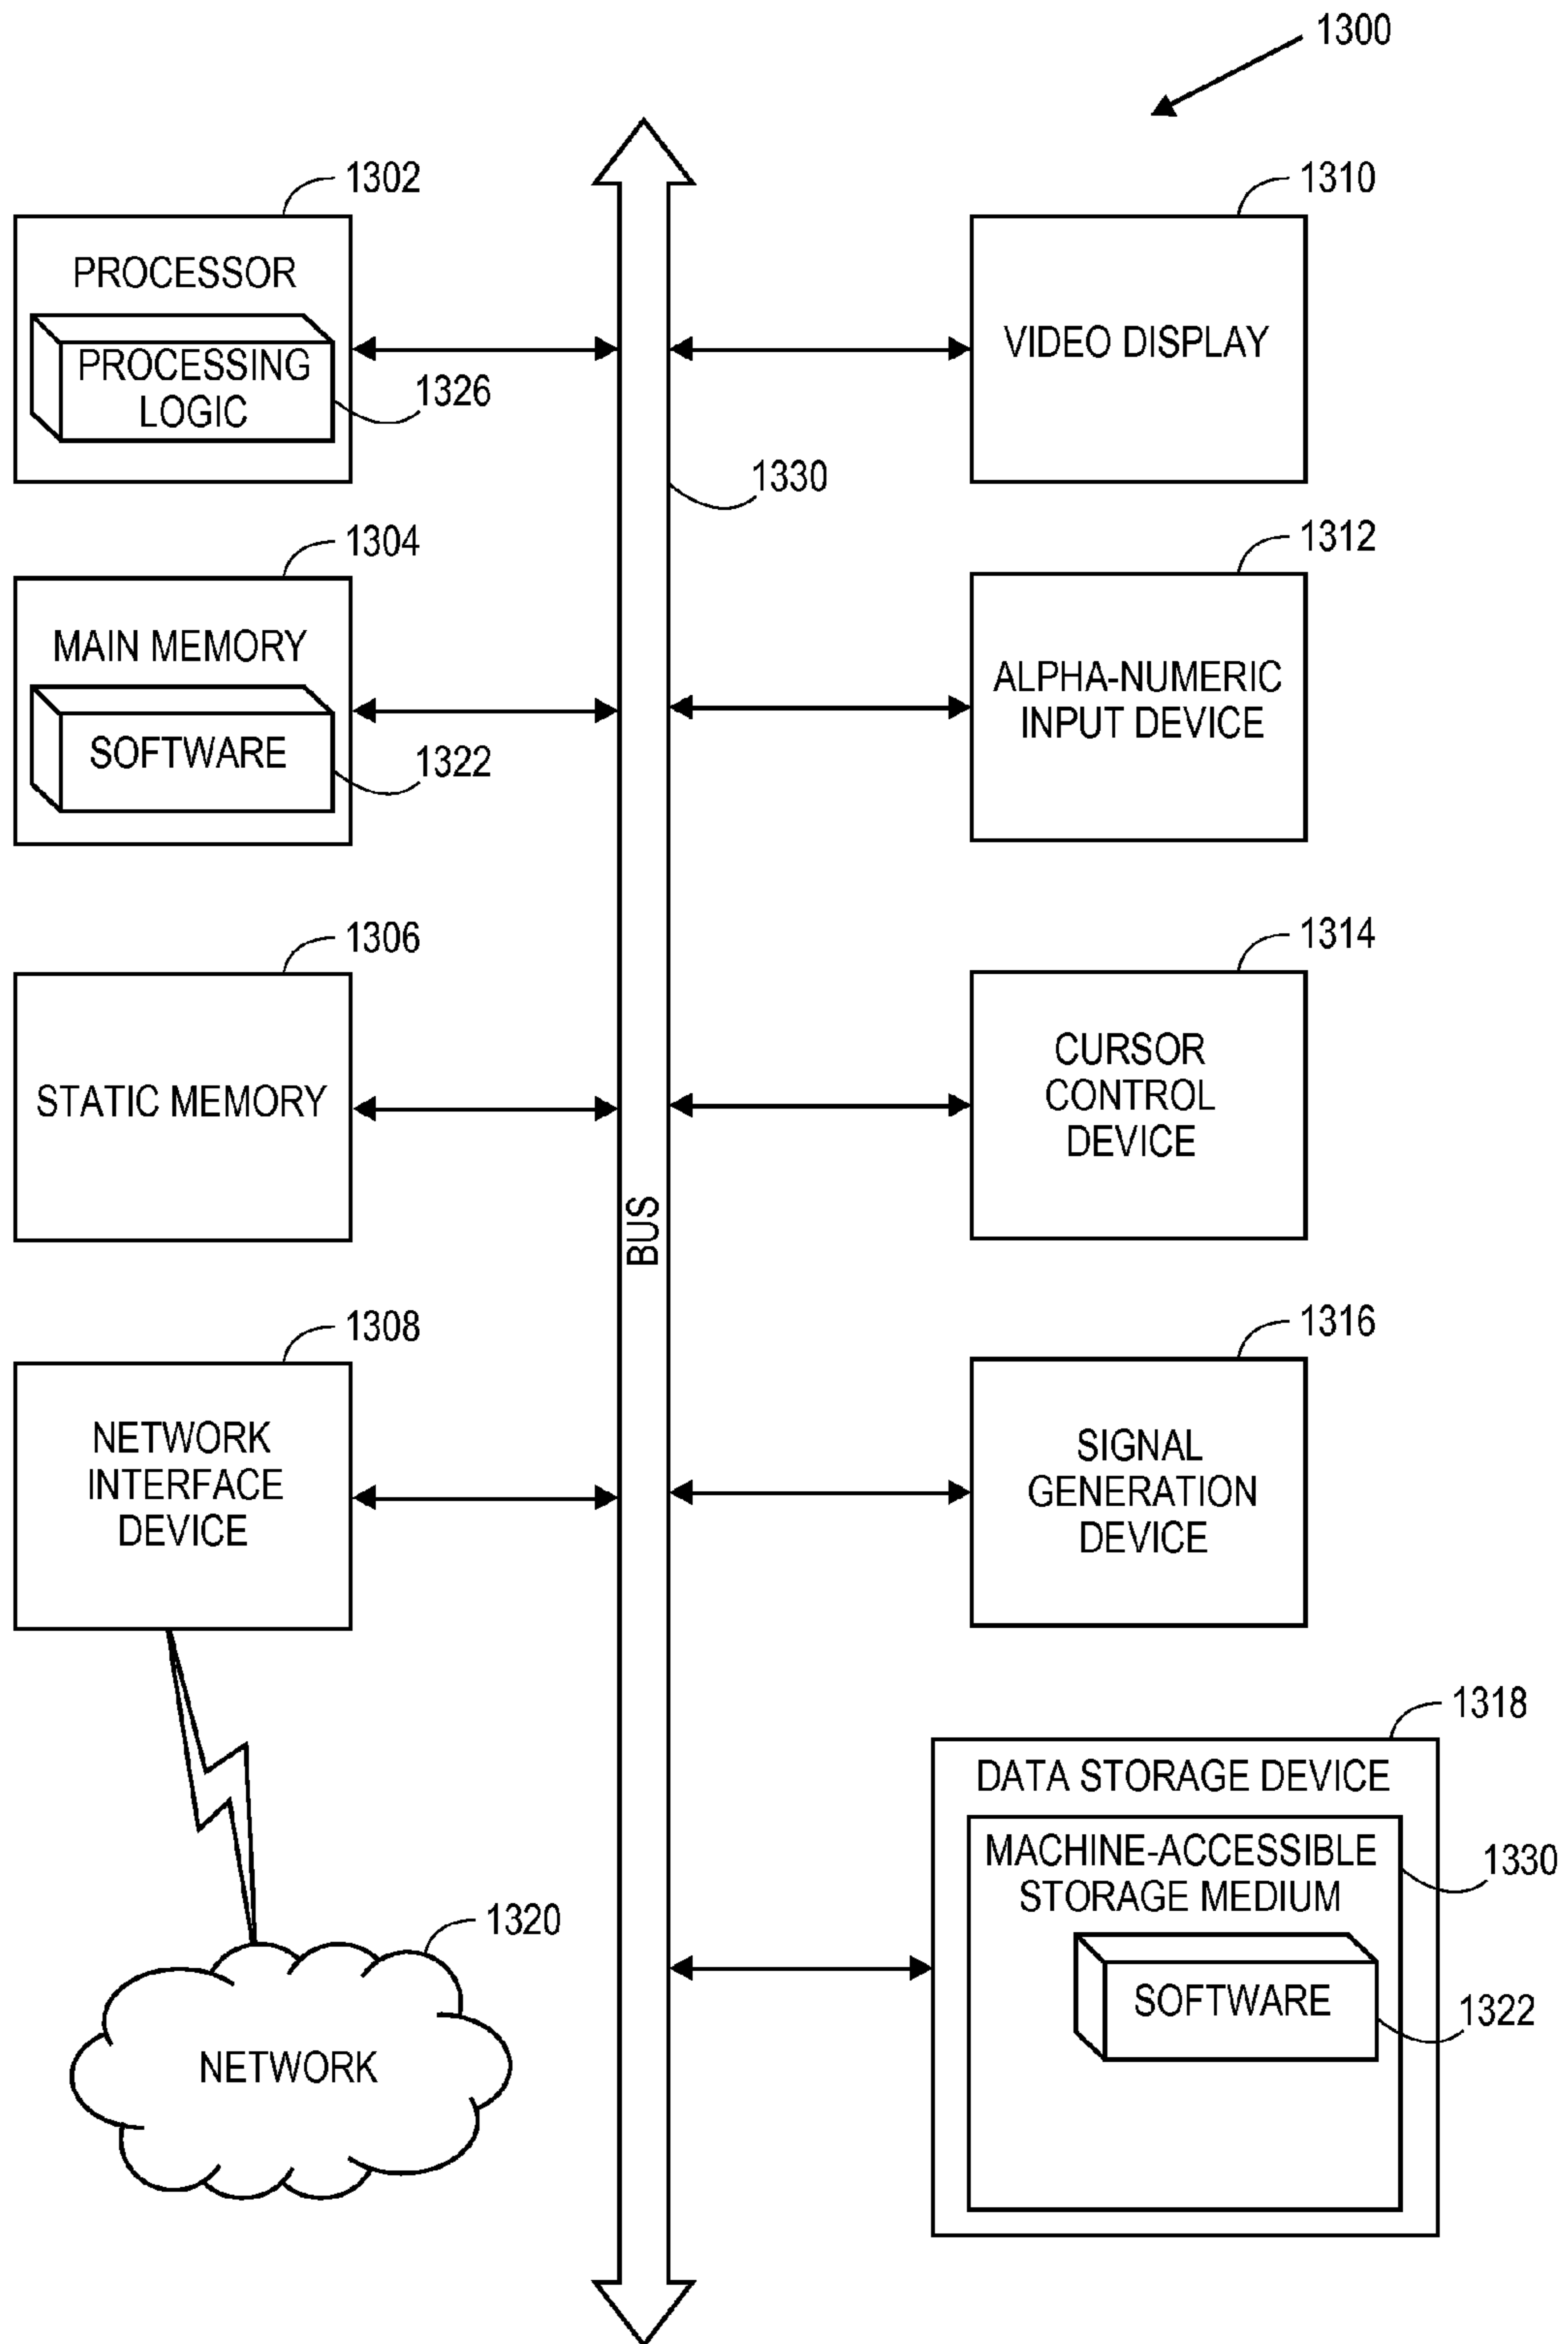 1300
1302
PROCESSOR
PROCESSING
LOGIC
1326
1310
VIDEO DISPLAY
1330
1304
MAIN MEMORY
SOFTWARE
1322
1312
ALPHA-NUMERIC
INPUT DEVICE
1306
STATIC MEMORY
1314
CURSOR
CONTROL
DEVICE
BUS
1308
NETWORK
INTERFACE
DEVICE
1316
SIGNAL
GENERATION
DEVICE
1318
DATA STORAGE DEVICE
MACHINE-ACCESSIBLE
STORAGE MEDIUM
1330
SOFTWARE
1322
1320
NETWORK